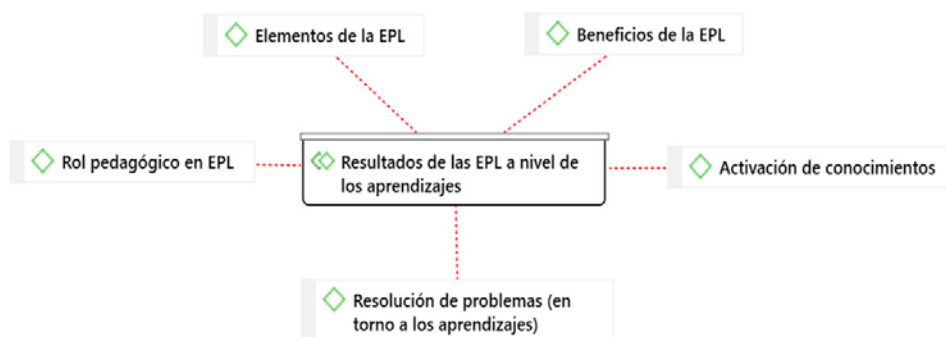 Elementos de la EPL
Beneficios de la EPL
Rol pedagógico en EPL
Resultados de las EPL a nivel de
los aprendizajes
Activación de conocimientos
Resolución de problemas (en
torno a los aprendizajes)